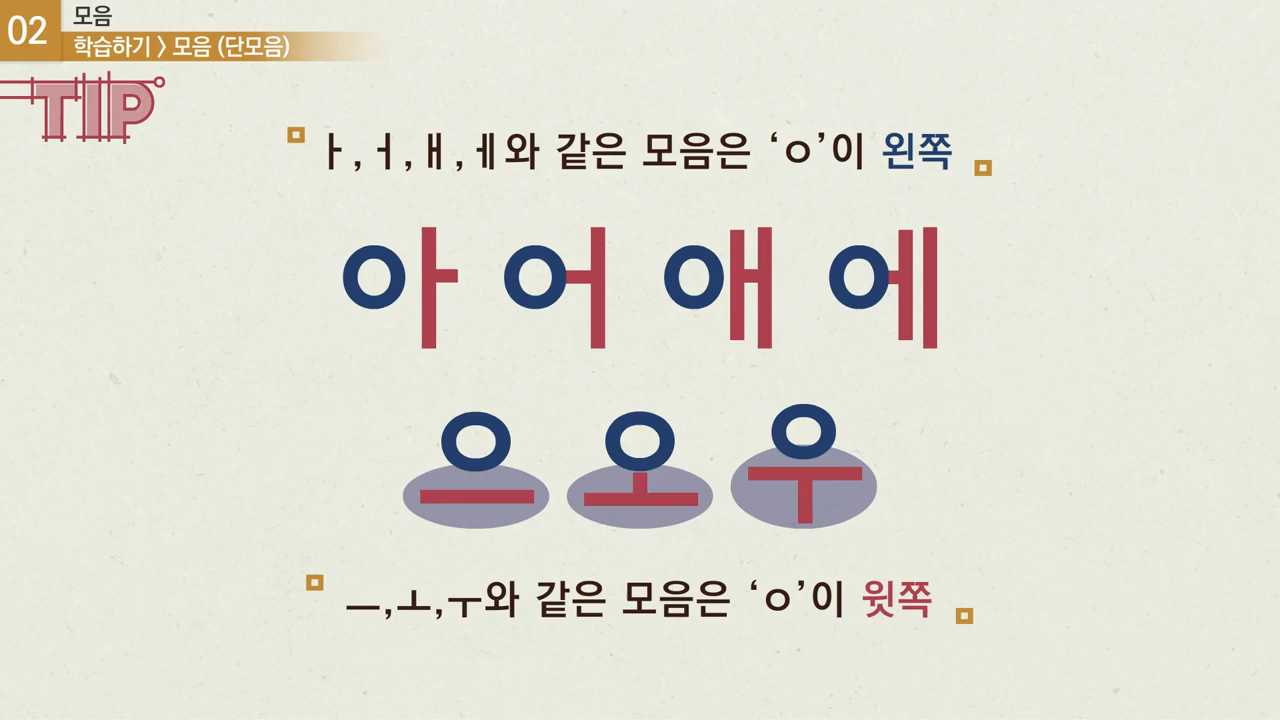 02
모음
학습하기 > 모음 (단모음)
TIP
ㅏ,ㅓ,ㅐ,ㅔ와 같은 모음은 ‘ㅇ’이 왼쪽
아 어 애 에
으 오 우
ㅡ,ㅗ,ㅜ와 같은 모음은 ‘ㅇ’이 윗쪽